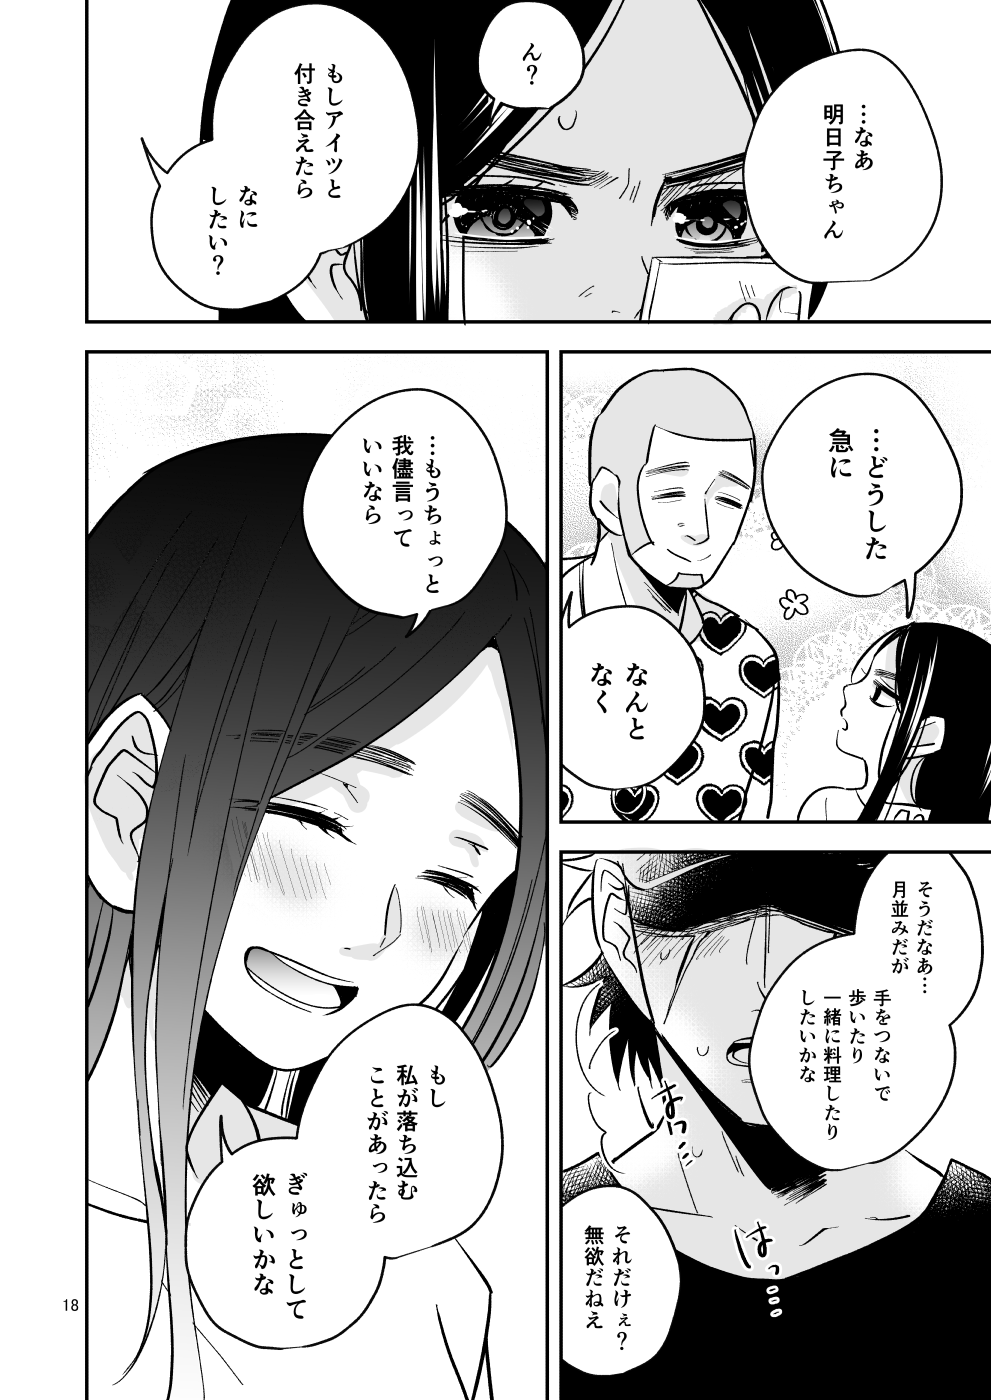 …なあ
明日子ちゃん
ん?
もしアイツと
付き合えたら
なに
したい?
…どうした
急に
なんと
なく
そうだなあ…
月並みだが
手をつないで
歩いたり
一緒に料理したり
したいかな
はわ…
はっ…
それだけぇ?
無欲だねえ
…もうちょっと
我儘言って
いいなら
もし
私が落ち込む
ことがあったら
ぎゅっとして
欲しいかな
18